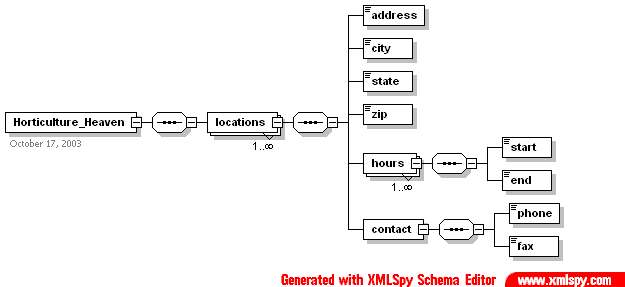 address
city
state
zip
Horticulture_Heaven
locations
October 17, 2003
1..∞
hours
start
end
1..∞
contact
phone
fax
Generated with XMLSpy Schema Editor www.xmlspy.com